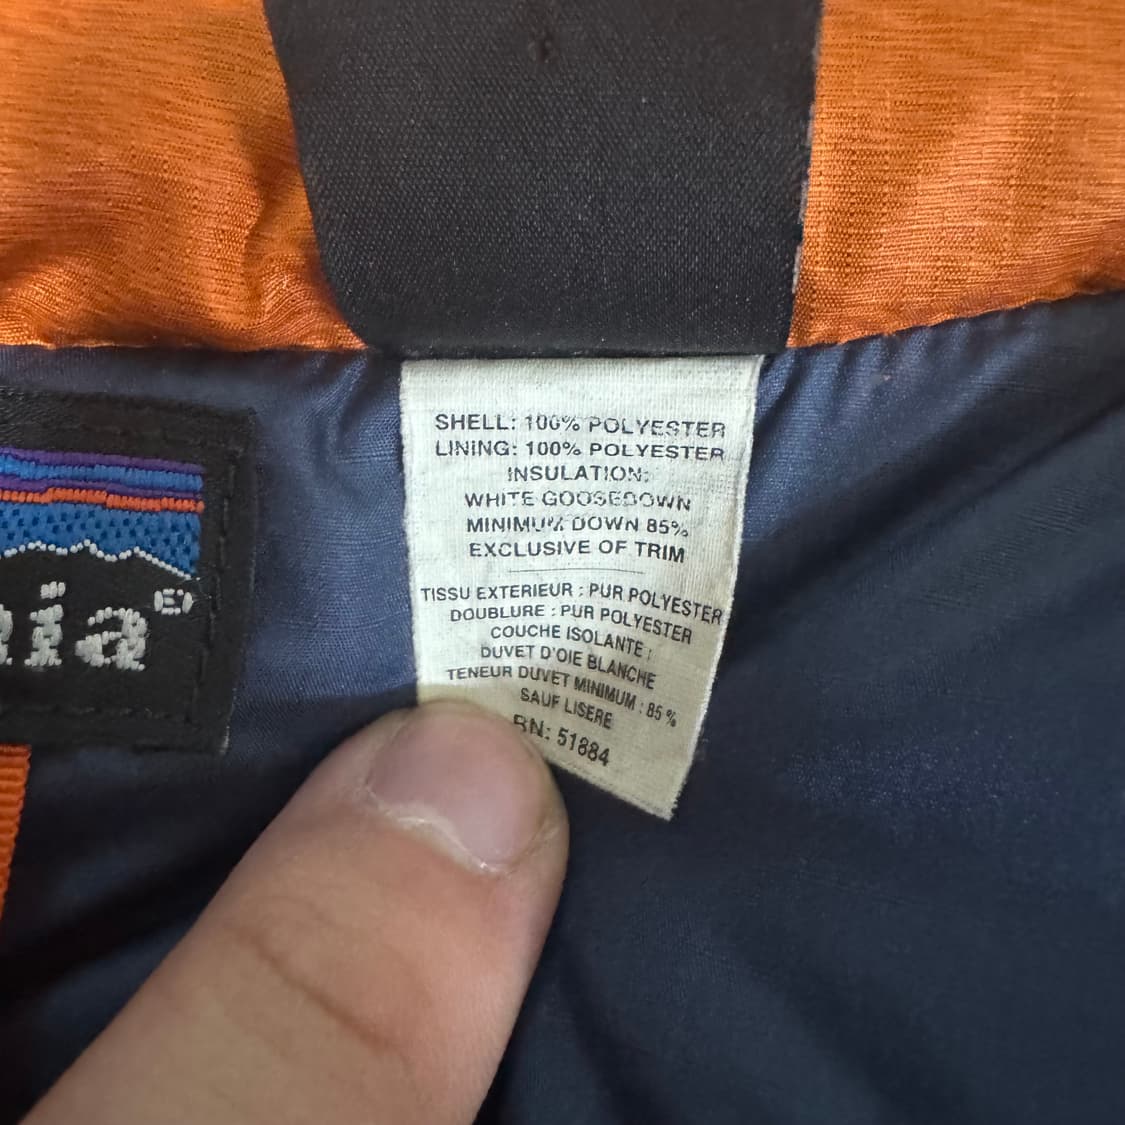 SHELL: 100% POLYESTER
LINING: 100% POLYESTER
INSULATION:
WHITE GOOSEDOWN
MINIMUM DOWN 85%
EXCLUSIVE OF TRIM
TISSU EXTERIEUR : PUR POLYESTER
DOUBLURE : PUR POLYESTER
COUCHE ISOLANTE :
DUVET D'OIE BLANCHE
TENEUR DUVET MINIMUM : 85 %
SAUF LISERE
RN: 51884
nia®